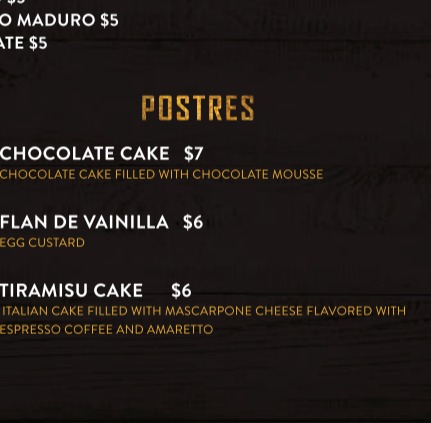 $5
O MADURO $5
ATE $5
POSTRES
CHOCOLATE CAKE $7
CHOCOLATE CAKE FILLED WITH CHOCOLATE MOUSSE
FLAN DE VAINILLA $6
EGG CUSTARD
TIRAMISU CAKE $6
ITALIAN CAKE FILLED WITH MASCARPONE CHEESE FLAVORED WITH
ESPRESSO COFFEE AND AMARETTO